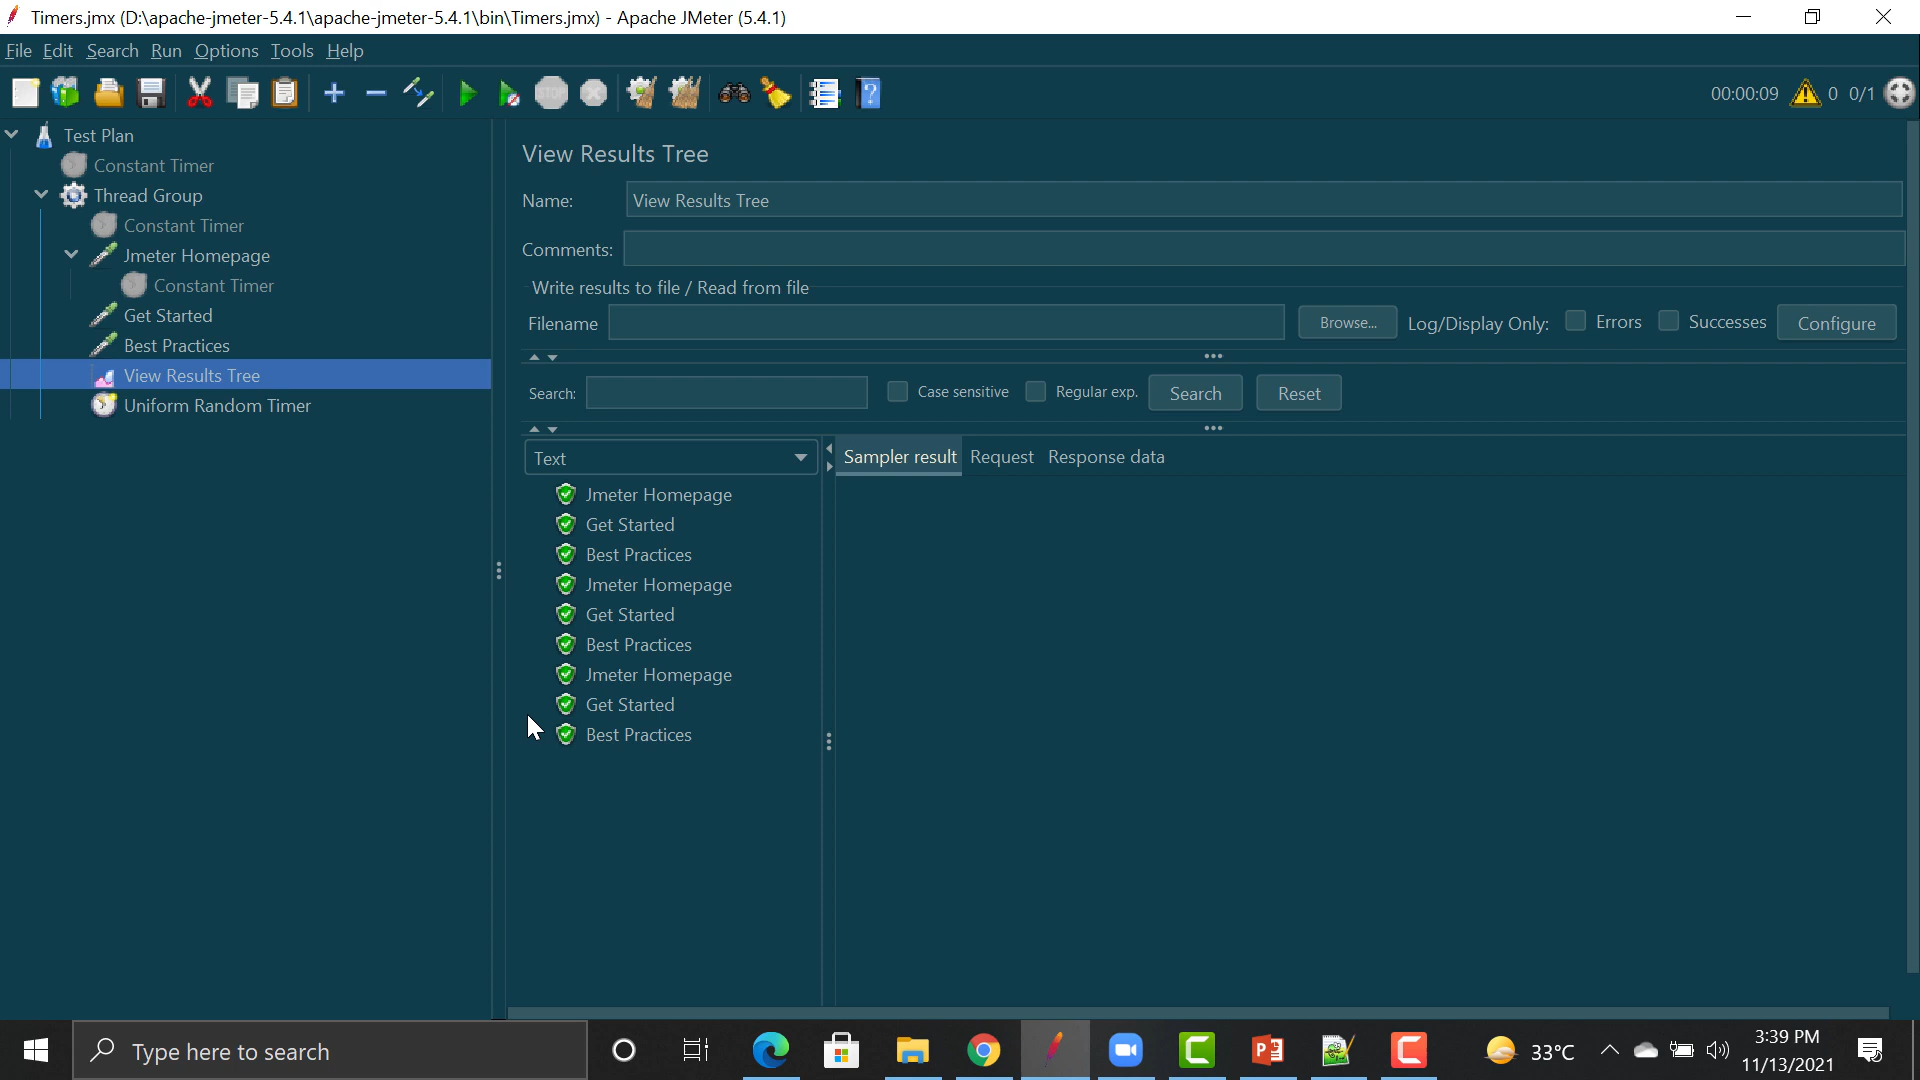 Timers.jmx (D:\apache-jmeter-5.4.1\apache-jmeter-5.4.1\bin\Timers.jmx) - Apache JMeter (5.4.1)
File Edit Search Run Options Tools Help
STOP
00:00:09 0 0/1
Test Plan
Constant Timer
Thread Group
Constant Timer
Jmeter Homepage
Constant Timer
Get Started
Best Practices
View Results Tree
Uniform Random Timer
View Results Tree
Name: View Results Tree
Comments:
Write results to file / Read from file
Filename Browse... Log/Display Only: Errors Successes Configure
Search: Case sensitive Regular exp. Search Reset
Text
Sampler result Request Response data
Jmeter Homepage
Get Started
Best Practices
Jmeter Homepage
Get Started
Best Practices
Jmeter Homepage
Get Started
Best Practices
Type here to search
33°C
3:39 PM
11/13/2021